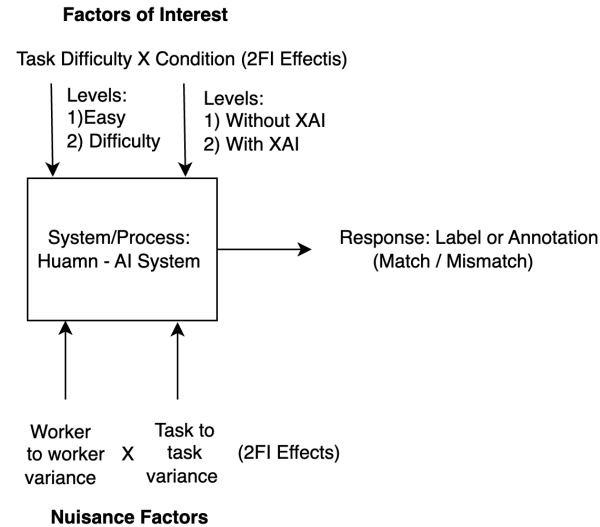 Factors of Interest
Task Difficulty X Condition (2FI Effectis)
Levels:
1)Easy
2) Difficulty
Levels:
1) Without XAI
2) With XAI
System/Process:
Huamn - AI System
Response: Label or Annotation
(Match / Mismatch)
Worker
to worker
variance
X
Task to
task
variance
(2FI Effects)
Nuisance Factors